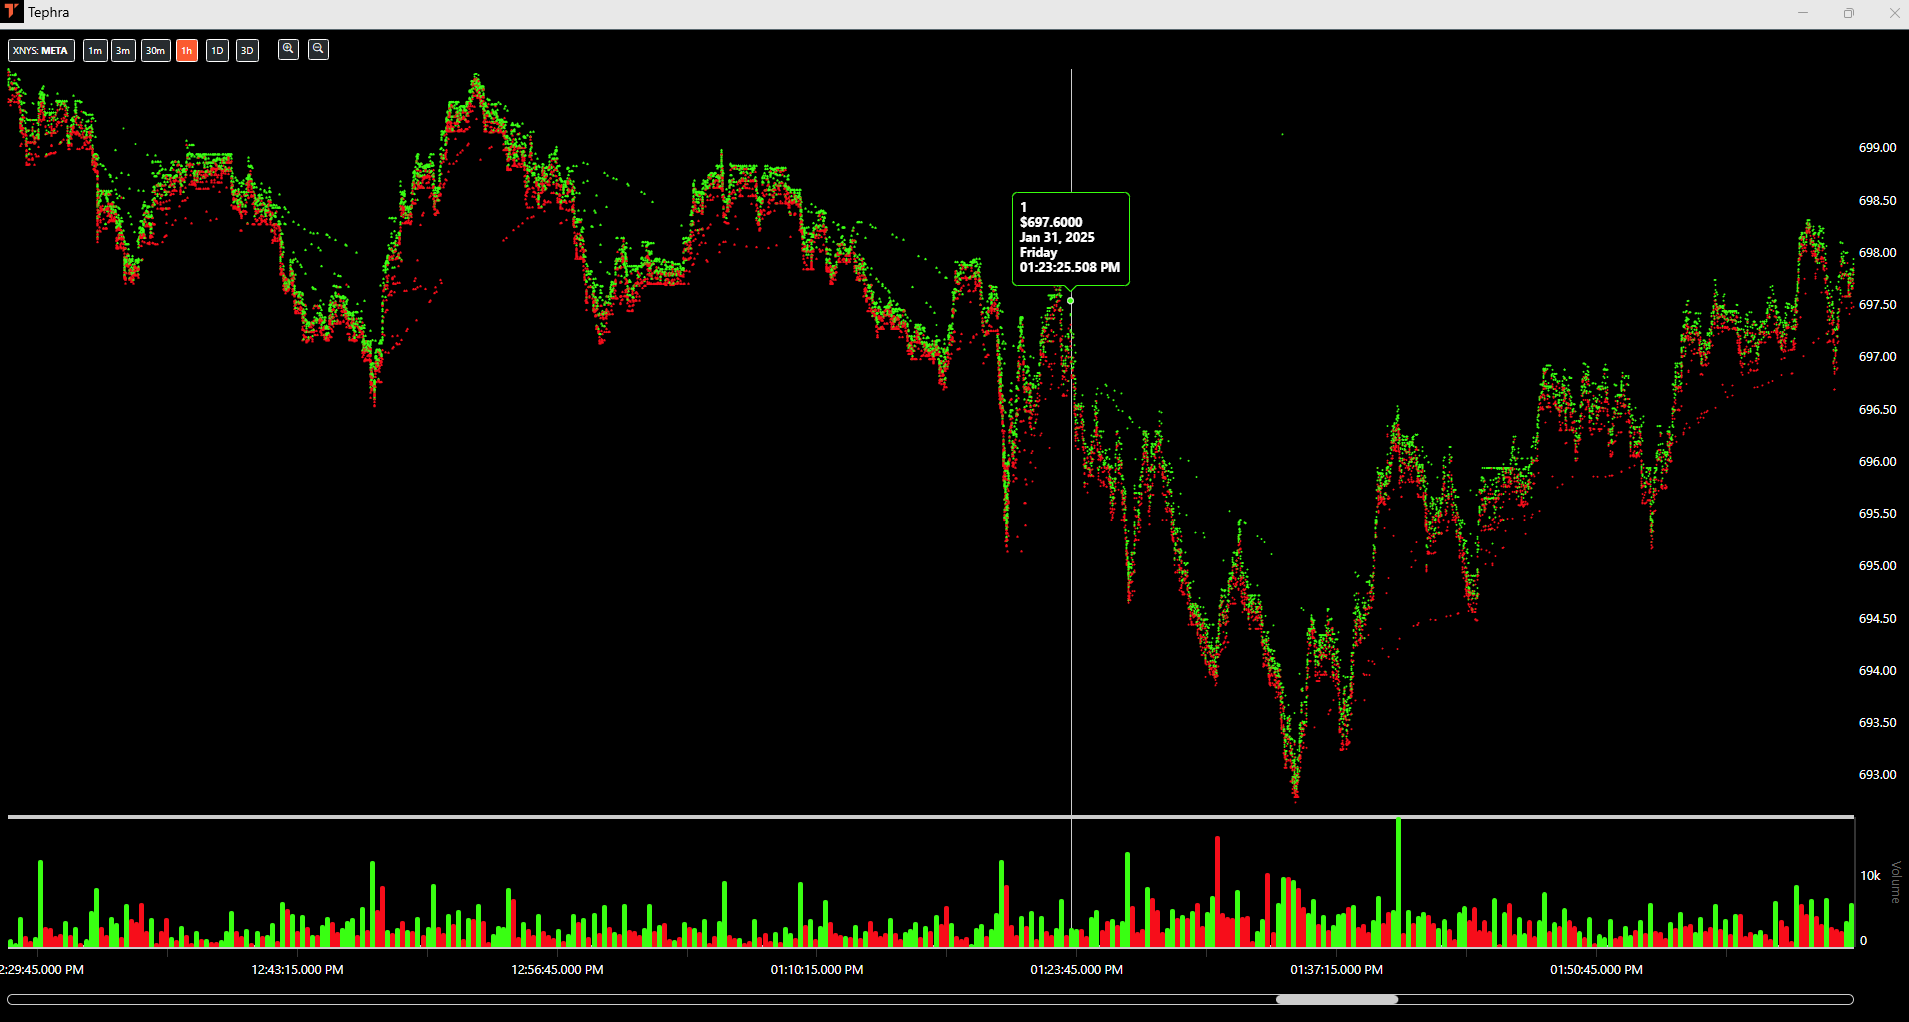 Tephra
XNYS: META 1m 3m 30m 1h 1D 3D
699.00
698.50
698.00
697.50
697.00
696.50
696.00
695.50
695.00
694.50
694.00
693.50
693.00
1
$697.6000
Jan 31, 2025
Friday
01:23:25.508 PM
10k
0
Volume
2:29:45.000 PM 12:43:15.000 PM 12:56:45.000 PM 01:10:15.000 PM 01:23:45.000 PM 01:37:15.000 PM 01:50:45.000 PM